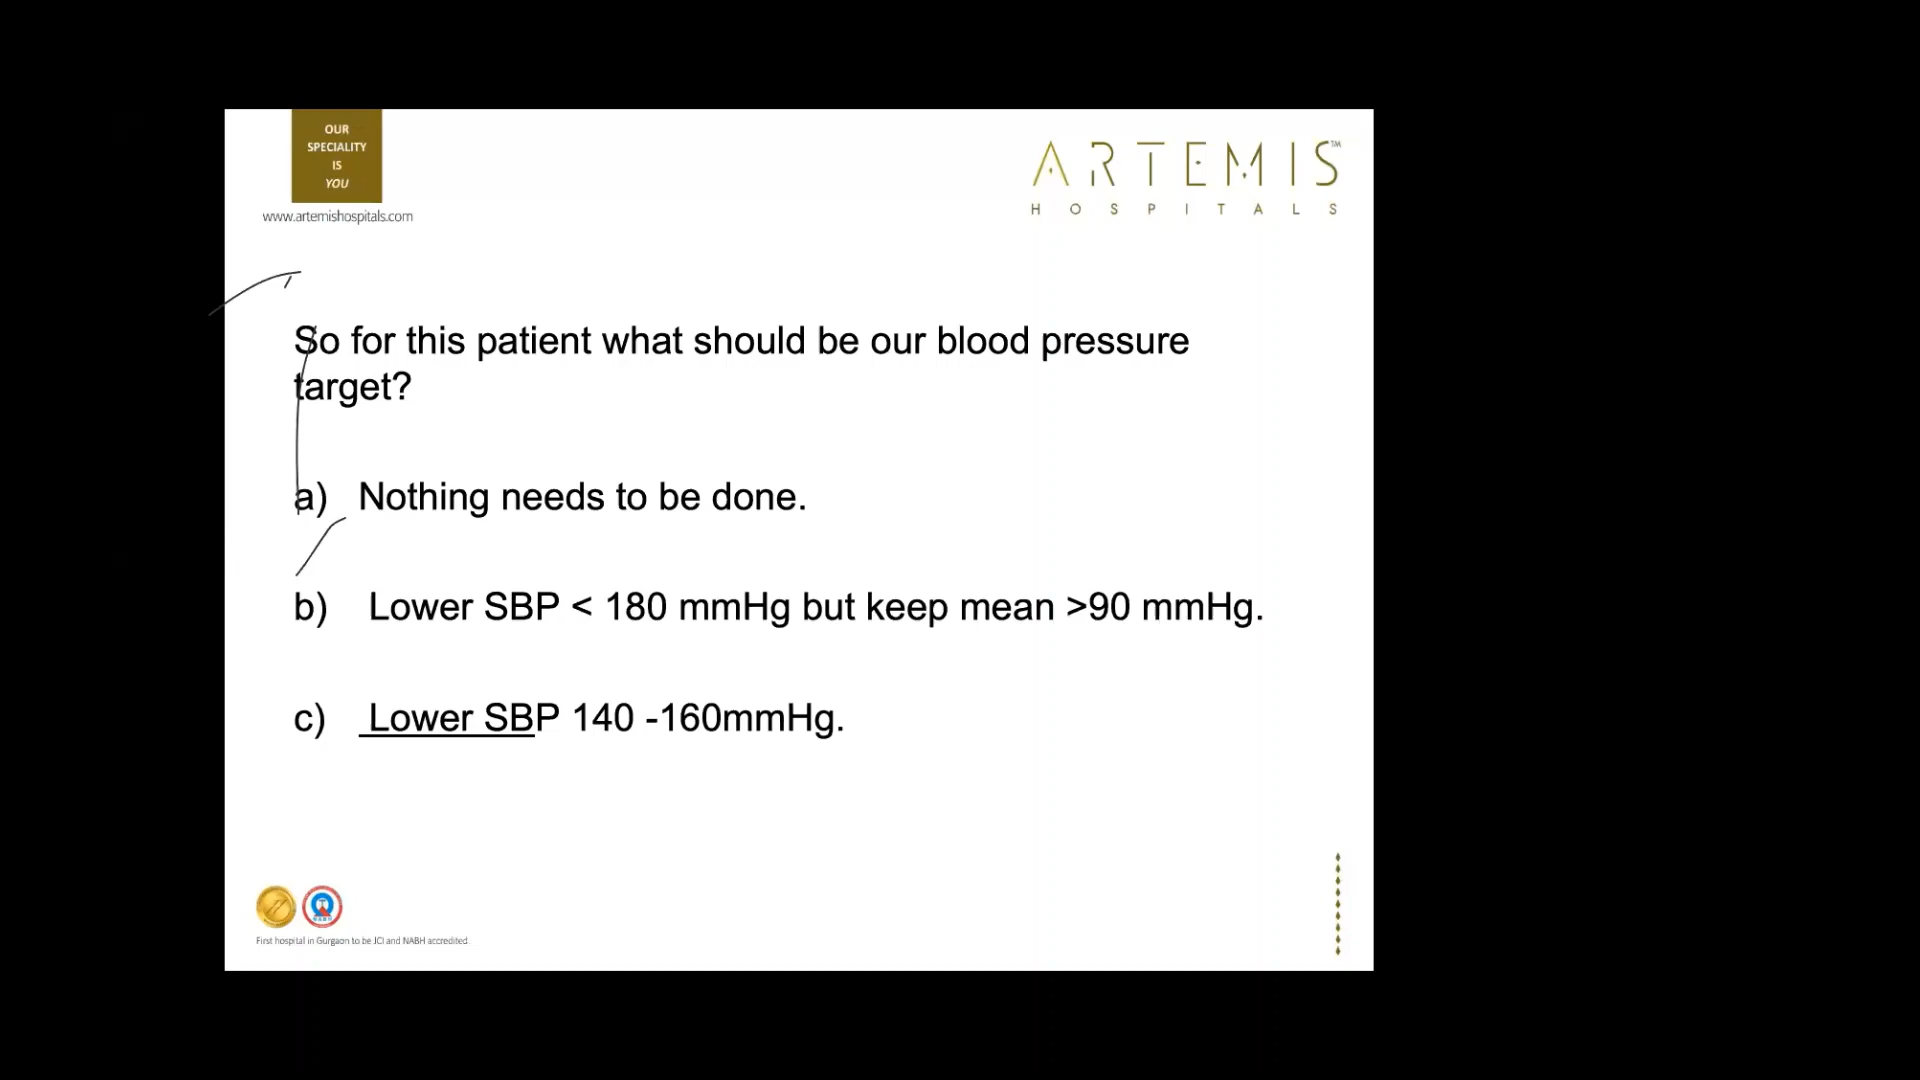 OUR
SPECIALITY
IS
YOU
www.artemishospitals.com
ARTEMIS™
HOSPITALS
So for this patient what should be our blood pressure
target?
a) Nothing needs to be done.
b) Lower SBP < 180 mmHg but keep mean >90 mmHg.
c) Lower SBP 140 -160mmHg.
First hospital in Gurgaon to be JCI and NABH accredited.